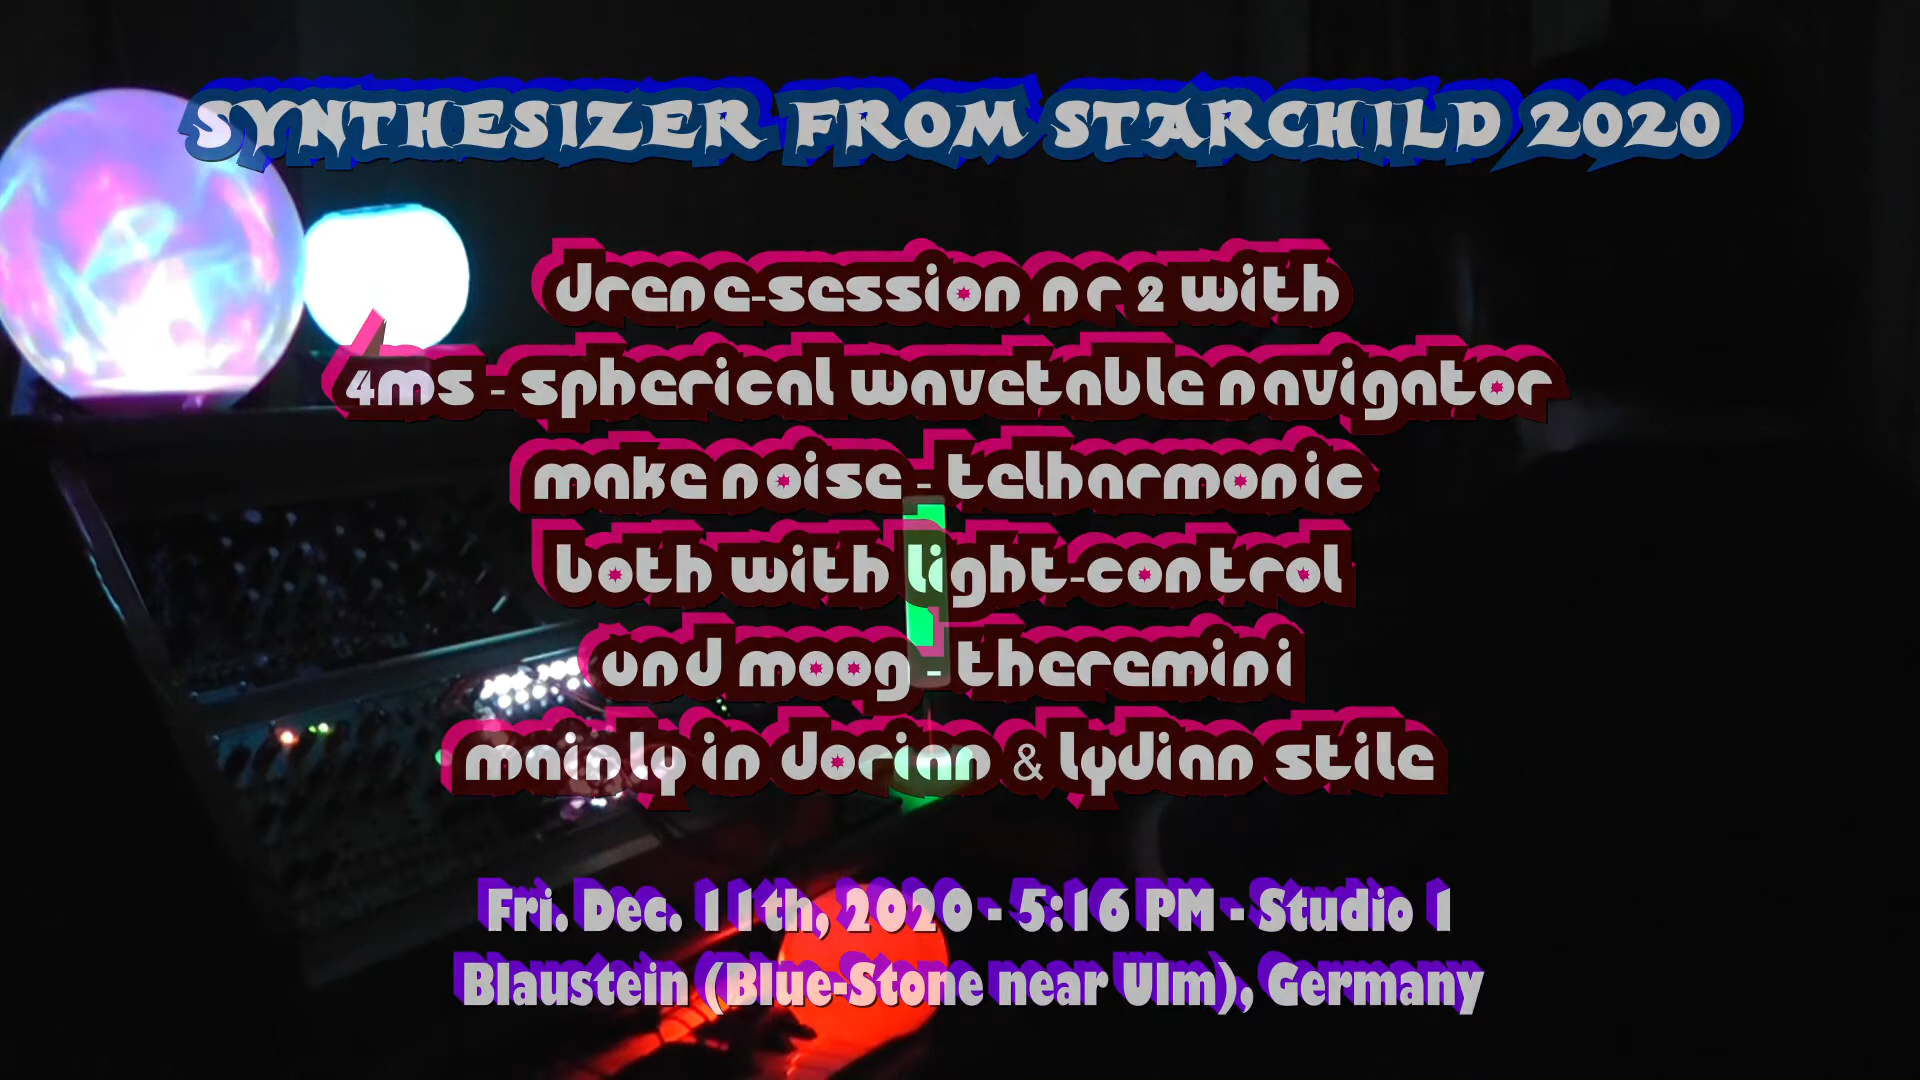 SYNTHESIZER FROM STARCHILD 2020
drene-session nr 2 with
4ms - spherical wavetable navigator
make noise - telharmonic
both with light-control
und moog - theremini
mainly in dorian & lydian stile
Fri. Dec. 11th, 2020 - 5:16 PM - Studio 1
Blaustein (Blue-Stone near Ulm), Germany